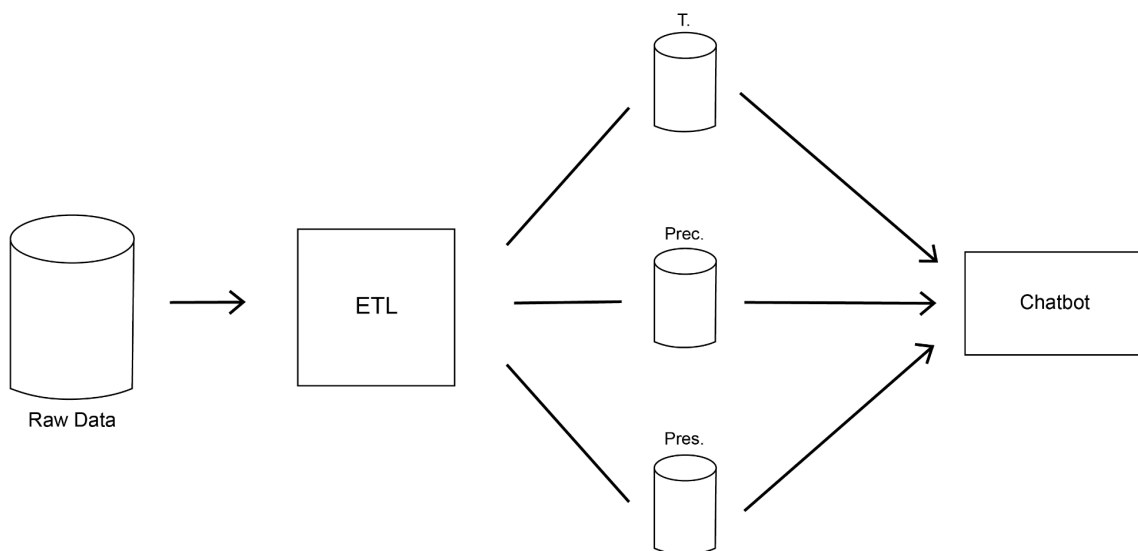 T.
Prec.
ETL
Chatbot
Raw Data
Pres.